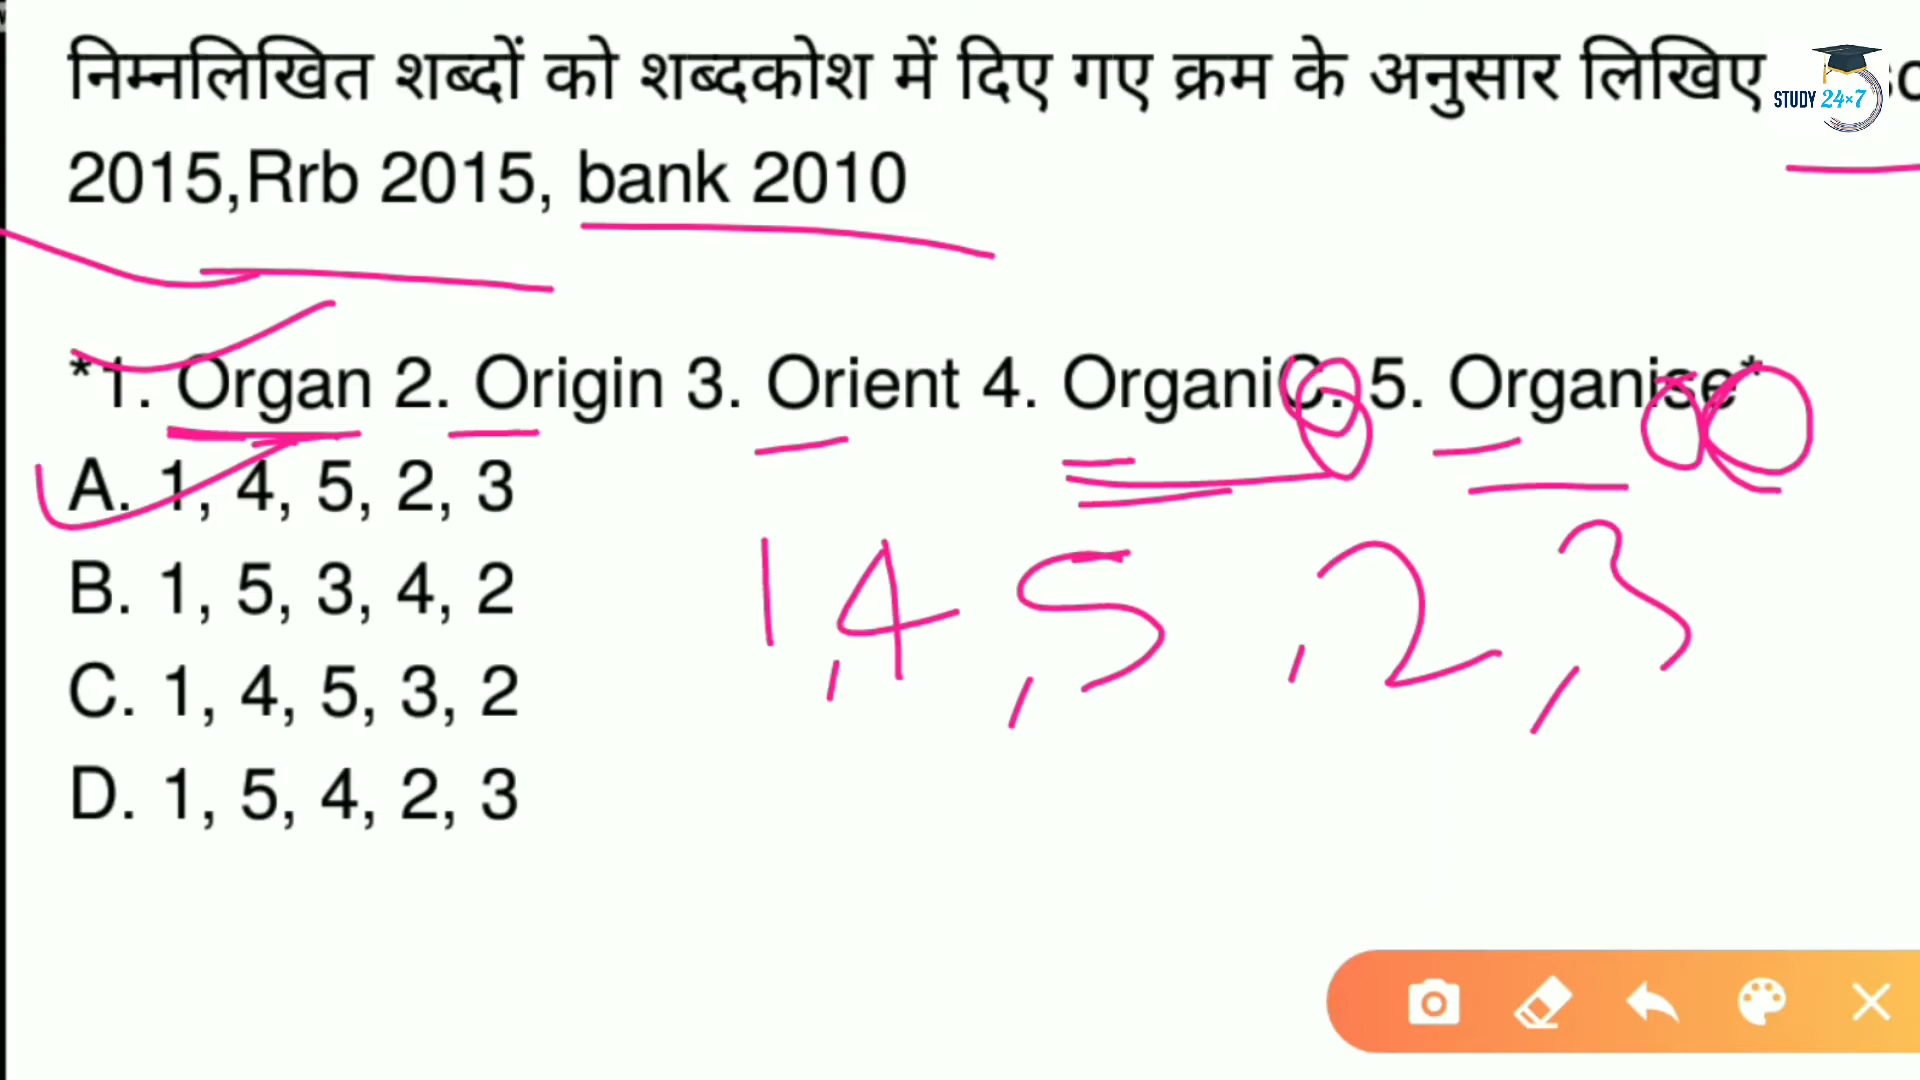 निम्नलिखित शब्दों को शब्दकोश में दिए गए क्रम के अनुसार लिखिए
STUDY 24×7
2015,Rrb 2015, bank 2010
*1. Organ 2. Origin 3. Orient 4. OrganiC. 5. Organise*
A. 1, 4, 5, 2, 3
B. 1, 5, 3, 4, 2
1,4,5,2,3
C. 1, 4, 5, 3, 2
D. 1, 5, 4, 2, 3